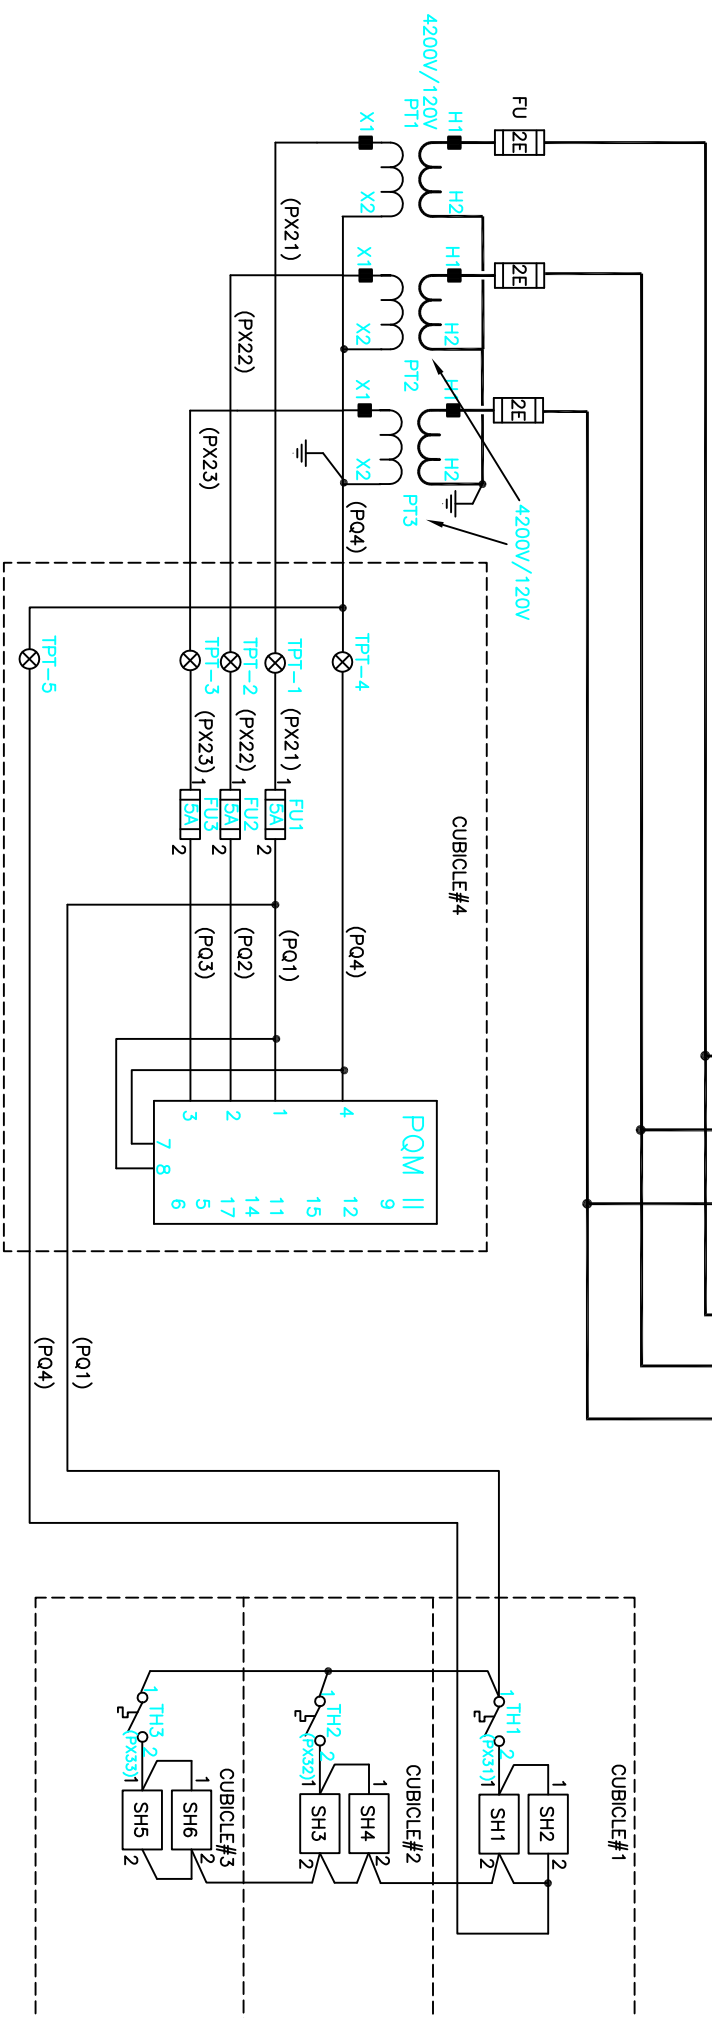 4200V/120V
PT1
FU
2E
H1
H2
X1
X2
(PX21)
2E
H1
H2
X1
X2
(PX22)
PT2
2E
H1
H2
X1
X2
(PX23)
PT3
4200V/120V
(PQ4)
TPT-4
TPT-1
TPT-2
TPT-3
TPT-5
(PX21)
(PX22)
(PX23)
1
FU1
5A
2
1
FU2
5A
2
1
FU3
5A
2
CUBICLE#4
(PQ4)
(PQ1)
(PQ2)
(PQ3)
PQM II
4
1
2
3
7
8
9
12
15
11
14
17
5
6
(PQ1)
(PQ4)
CUBICLE#1
1
TH1
2
(PX31)
1
SH2
2
1
SH1
2
CUBICLE#2
1
TH2
2
(PX32)
1
SH4
2
1
SH3
2
CUBICLE#3
1
TH3
2
(PX33)
1
SH6
2
1
SH5
2